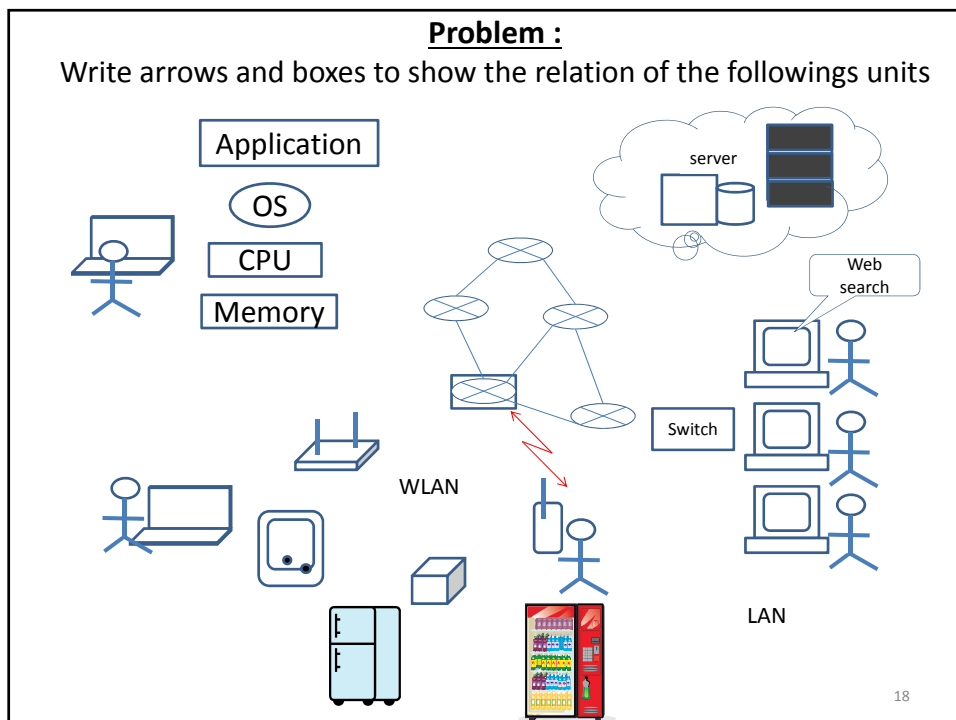 Problem :
Write arrows and boxes to show the relation of the followings units
Application
OS
CPU
Memory
server
Web
search
Switch
WLAN
LAN
18